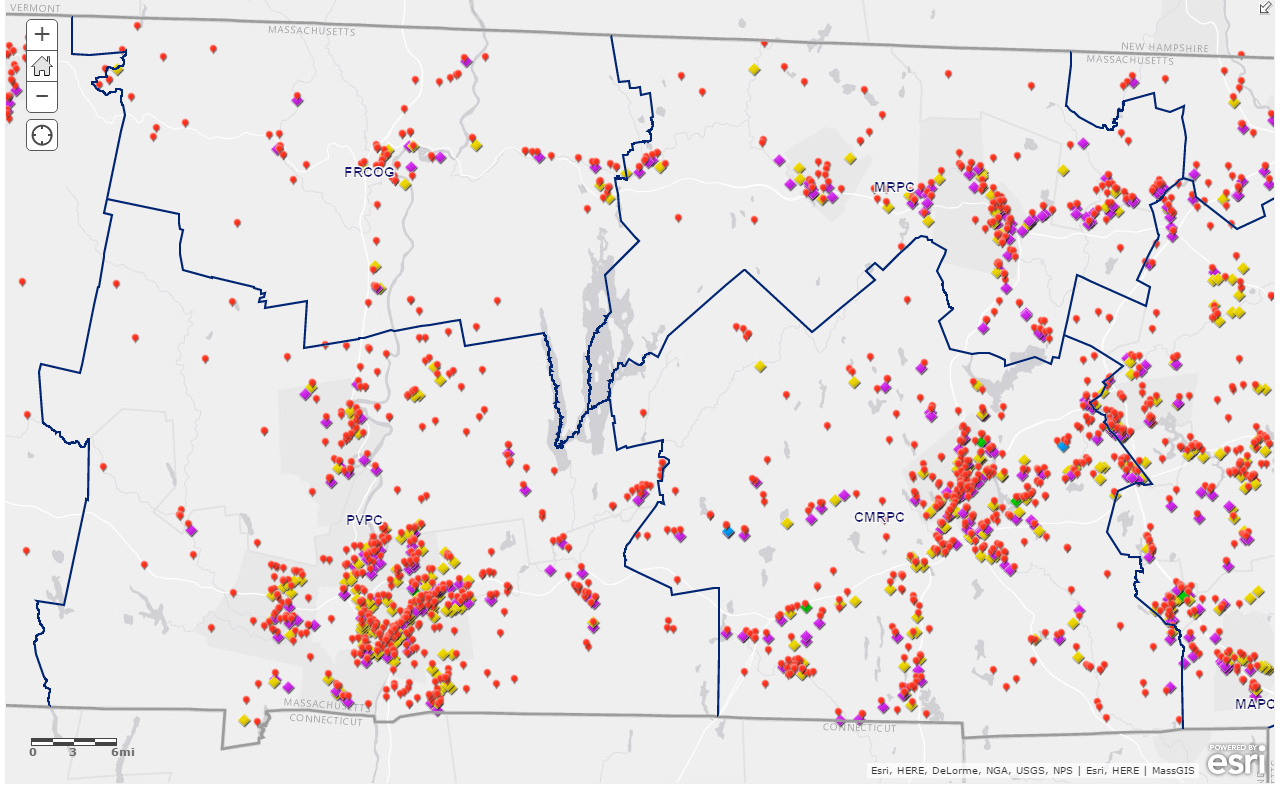 VERMONT
MASSACHUSETTS
NEW HAMPSHIRE
MASSACHUSETTS
+
−
FRCOG
MRPC
PVPC
CMRPC
MASSACHUSETTS
CONNECTICUT
CONNECTICUT
MAPC
0 3 6mi
Esri, HERE, DeLorme, NGA, USGS, NPS | Esri, HERE | MassGIS
POWERED BY
esri